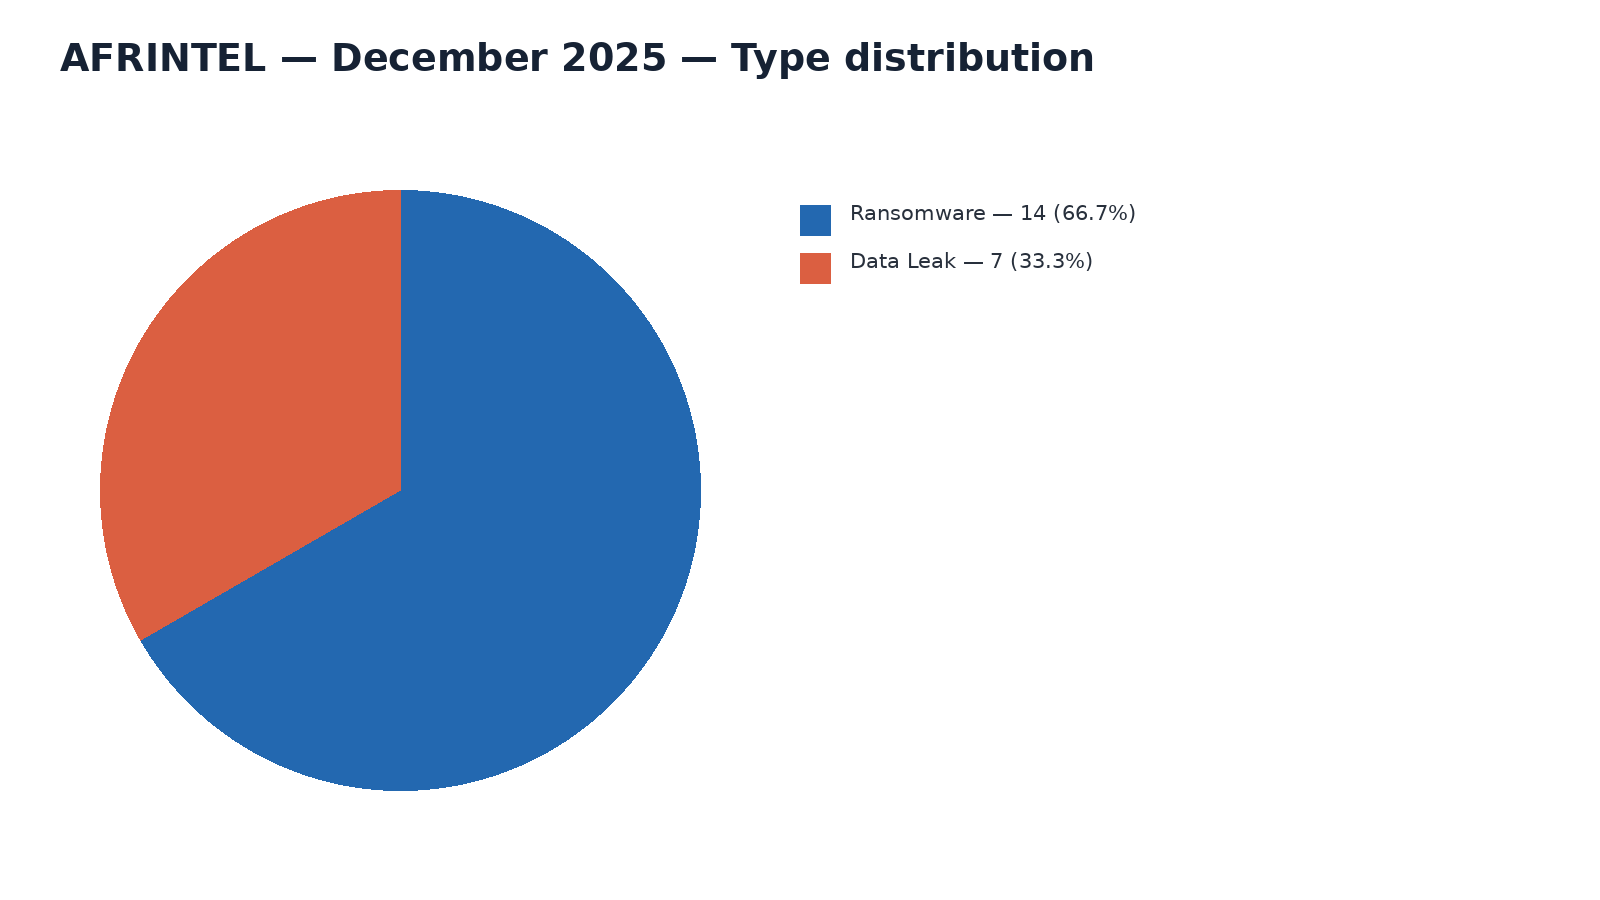 AFRINTEL — December 2025 — Type distribution
Ransomware — 14 (66.7%)
Data Leak — 7 (33.3%)